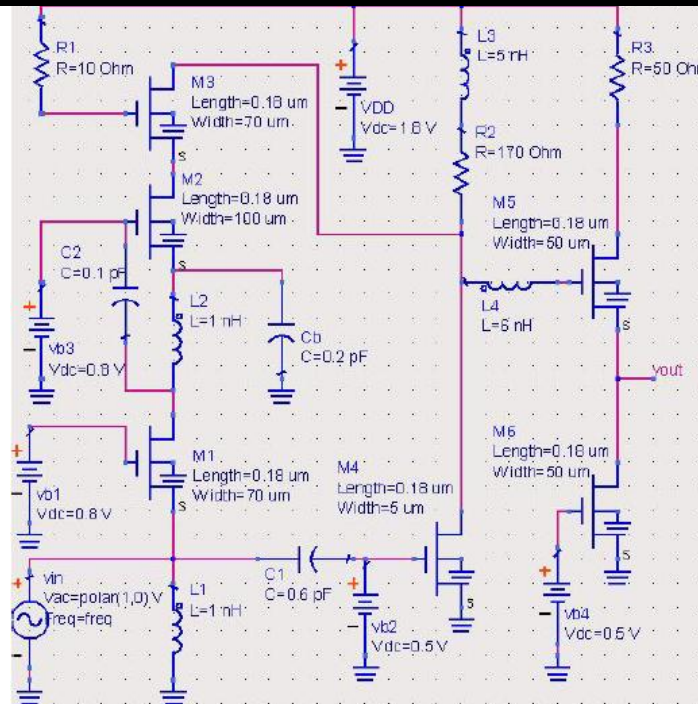 R1
R=10 Ohm
M3
Length=0.18 um
Width=70 um
S
VDD
Vdc=1.8 V
L3
L=5 nH
R2
R=170 Ohm
R3
R=50 Ohm
M2
Length=0.18 um
Width=100 um
S
C2
C=0.1 pF
L2
L=1 nH
Cb
C=0.2 pF
vb3
Vdc=0.8 V
M5
Length=0.18 um
Width=50 um
S
L4
L=6 nH
vout
M1
Length=0.18 um
Width=70 um
S
vb1
Vdc=0.8 V
M4
Length=0.18 um
Width=5 um
S
M6
Length=0.18 um
Width=50 um
S
vin
Vac=polar(1,0) V
Freq=freq
L1
L=1 nH
C1
C=0.6 pF
vb2
Vdc=0.5 V
vb4
Vdc=0.5 V